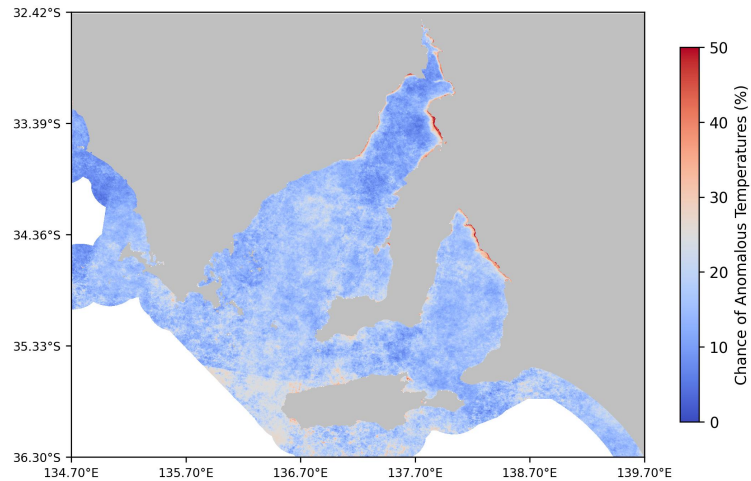 32.42°S
33.39°S
34.36°S
35.33°S
36.30°S
134.70°E
135.70°E
136.70°E
137.70°E
138.70°E
139.70°E
50
40
30
20
10
0
Chance of Anomalous Temperatures (%)